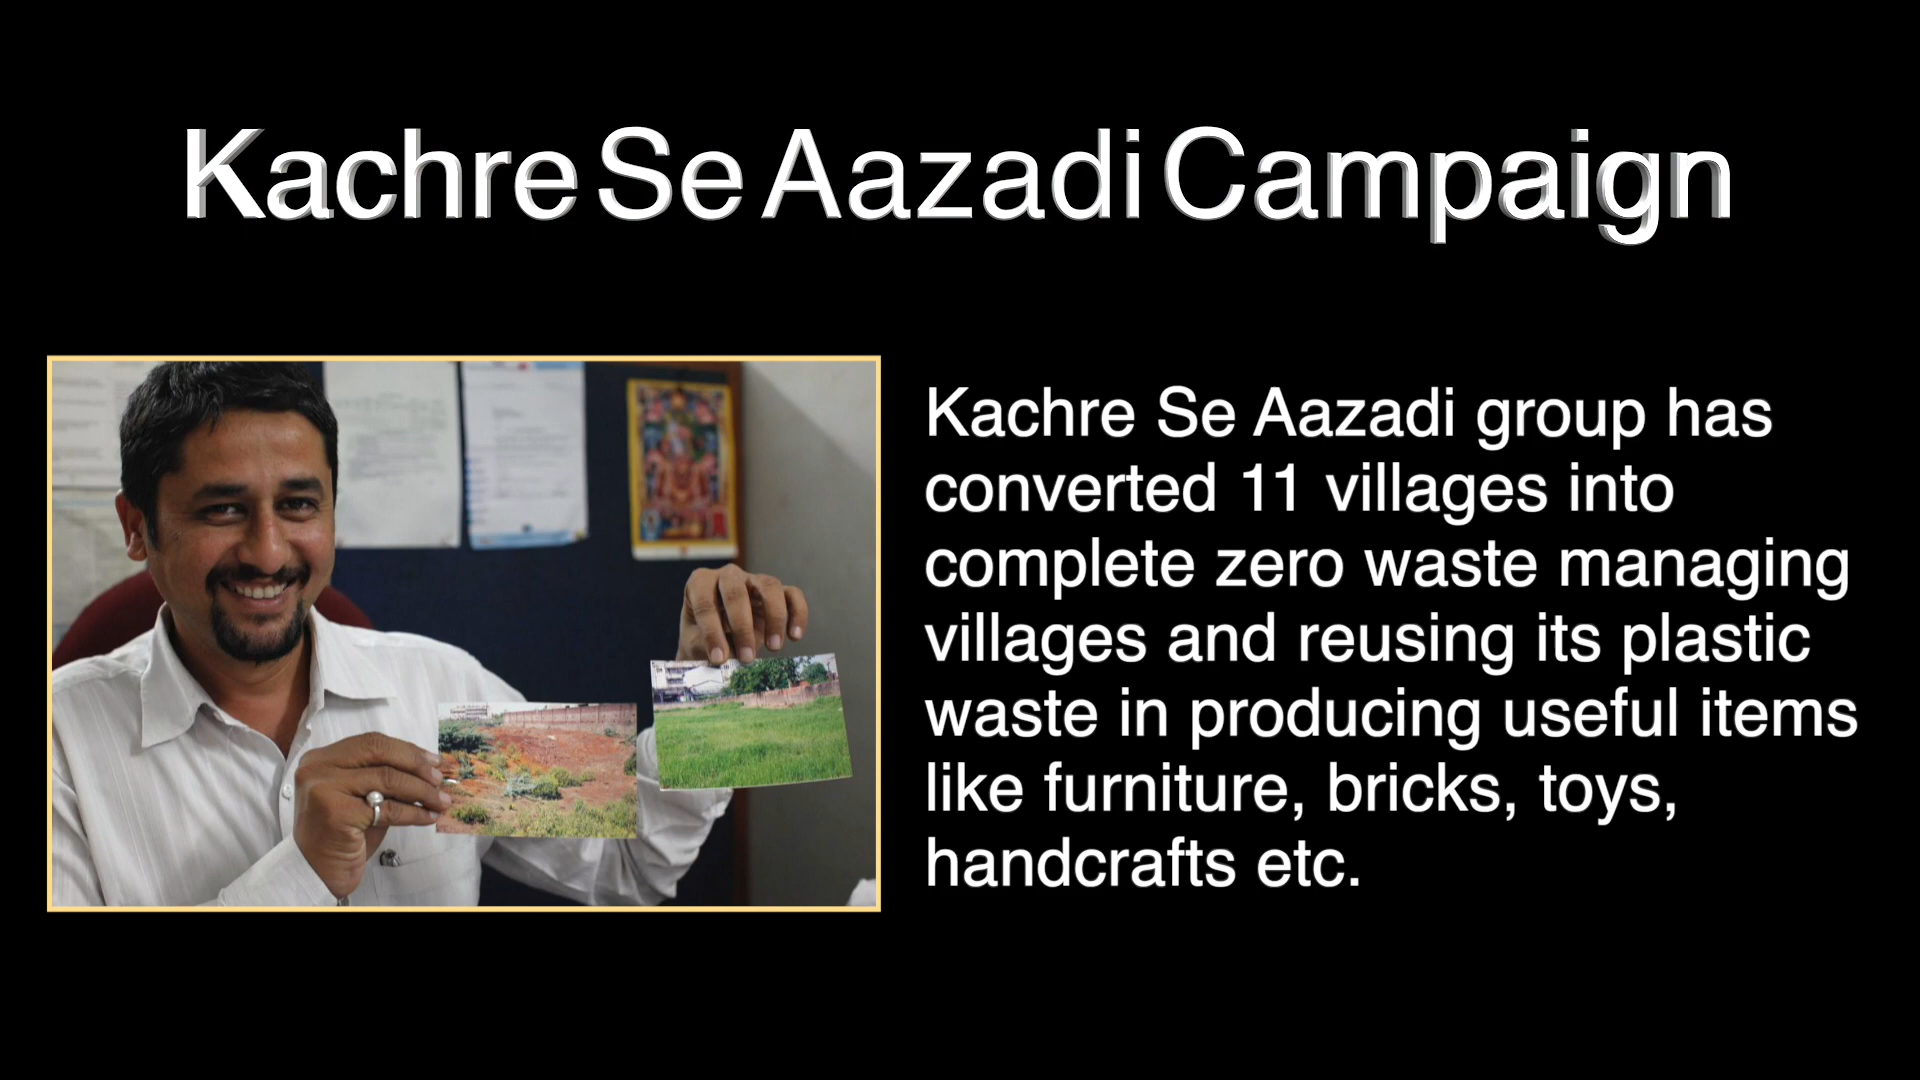 Kachre Se Aazadi Campaign
Kachre Se Aazadi group has
converted 11 villages into
complete zero waste managing
villages and reusing its plastic
waste in producing useful items
like furniture, bricks, toys,
handcrafts etc.